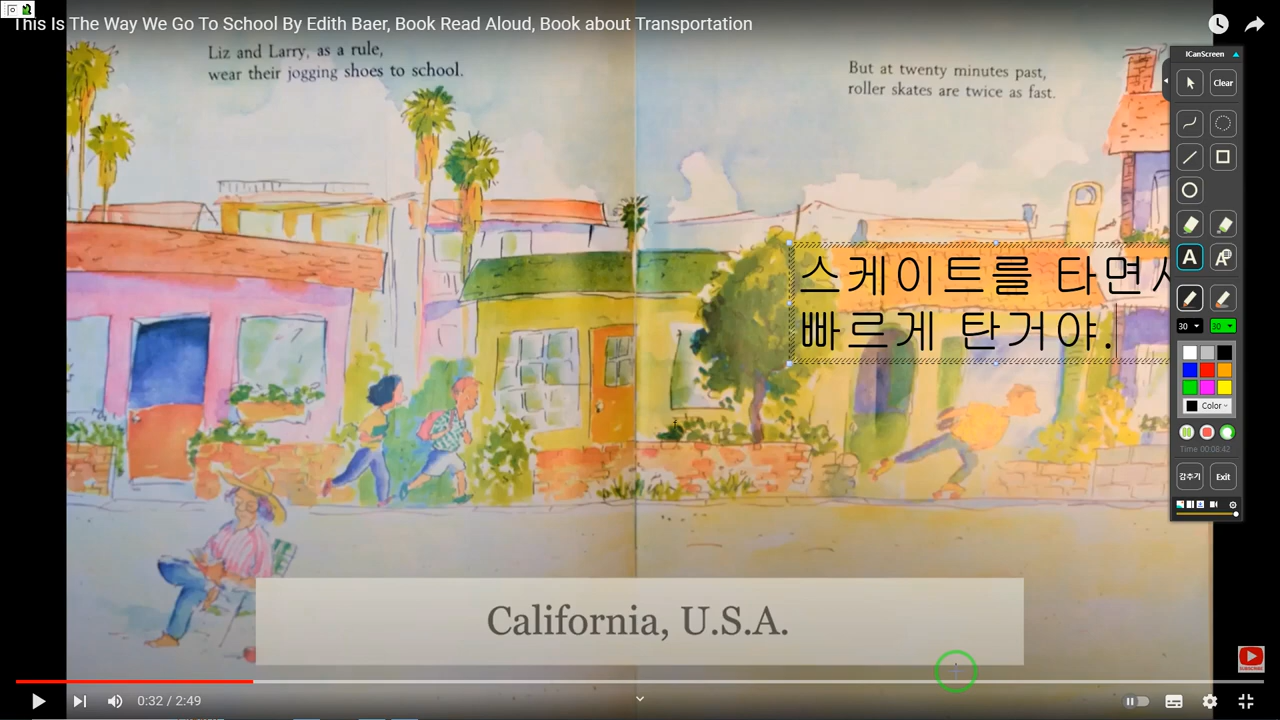 This Is The Way We Go To School By Edith Baer, Book Read Aloud, Book about Transportation
Liz and Larry, as a rule,
wear their jogging shoes to school.
But at twenty minutes past,
roller skates are twice as fast.
스케이트를 타면서
빠르게 탄거야.
California, U.S.A.
0:32 / 2:49
ICanScreen
Clear
A
A
30
30
Color
Time 00:08:42
감추기
Exit
SUBSCRIBE